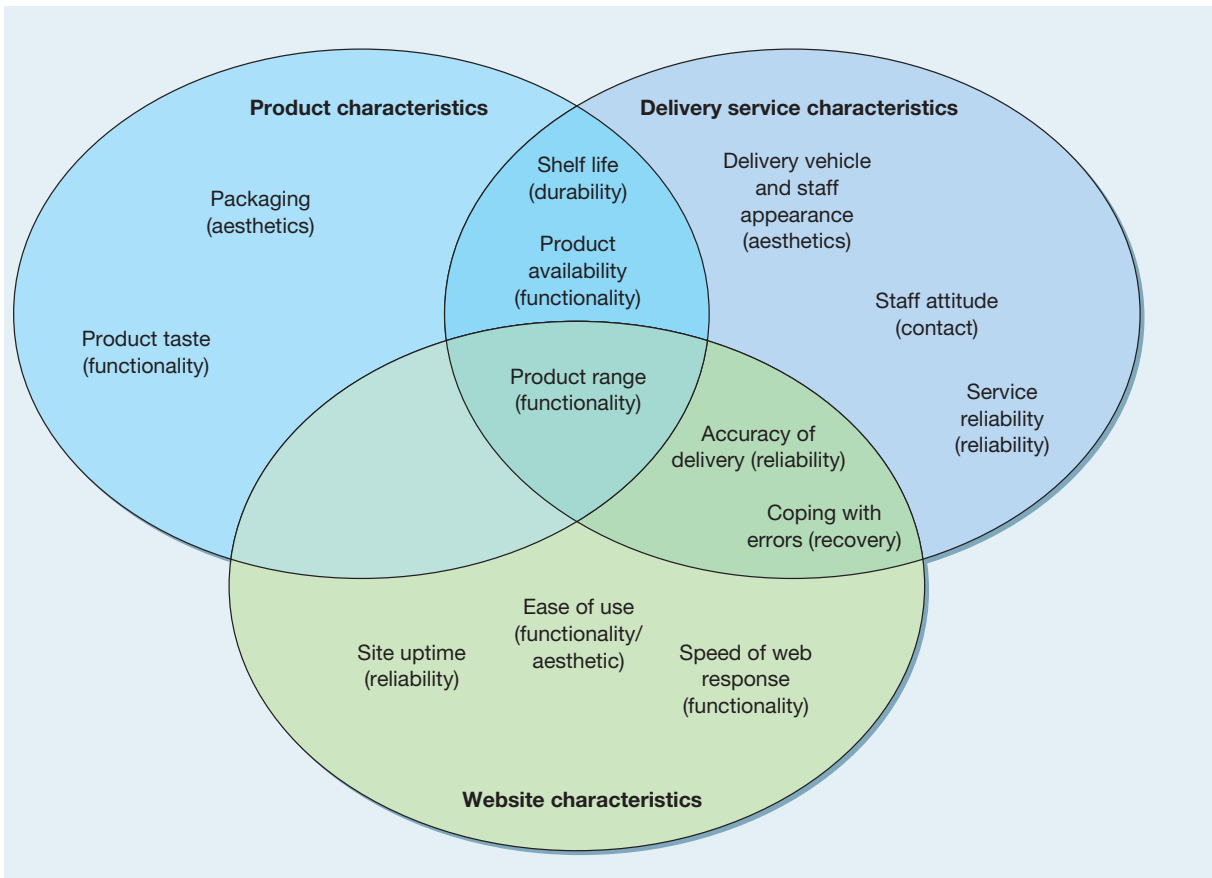 Product characteristics
Delivery service characteristics
Packaging
(aesthetics)
Product taste
(functionality)
Shelf life
(durability)
Product
availability
(functionality)
Delivery vehicle
and staff
appearance
(aesthetics)
Staff attitude
(contact)
Service
reliability
(reliability)
Product range
(functionality)
Accuracy of
delivery (reliability)
Coping with
errors (recovery)
Site uptime
(reliability)
Ease of use
(functionality/
aesthetic)
Speed of web
response
(functionality)
Website characteristics